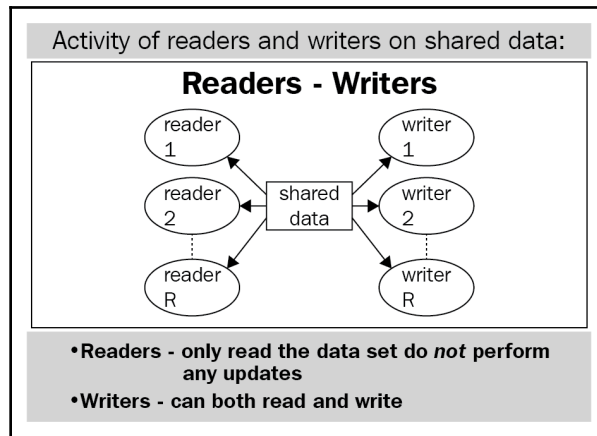 Activity of readers and writers on shared data:
Readers - Writers
reader
1
writer
1
reader
2
shared
data
writer
2
reader
R
writer
R
•Readers - only read the data set do not perform
any updates
•Writers - can both read and write